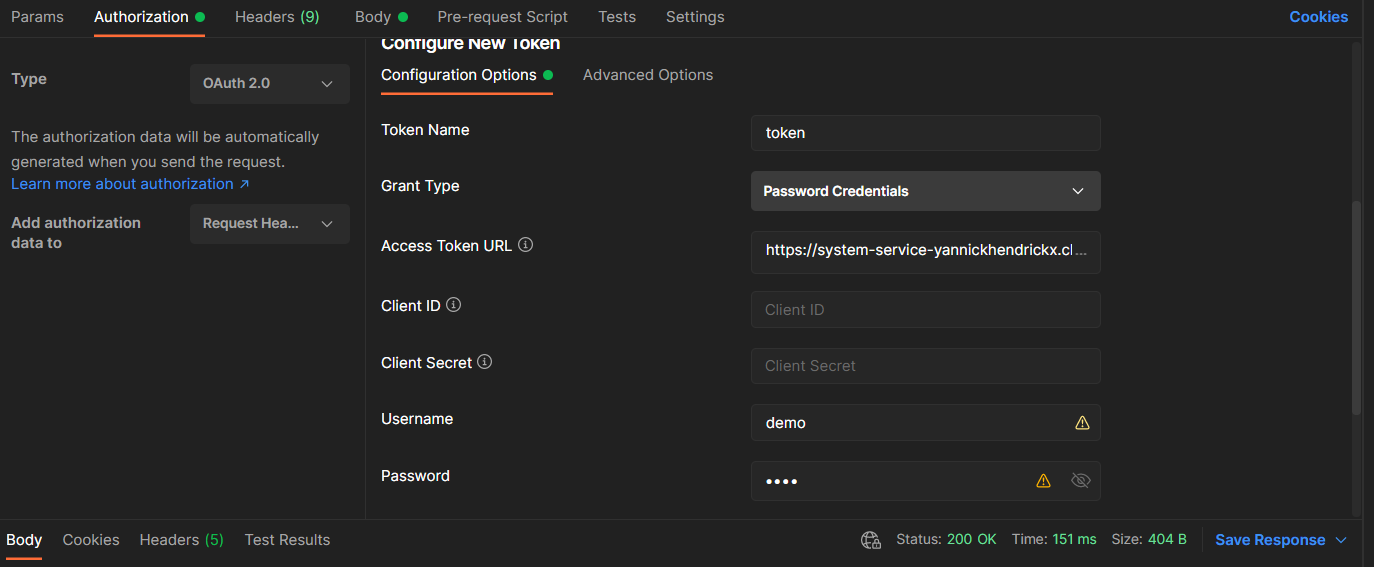 Params Authorization Headers (9) Body Pre-request Script Tests Settings Cookies
Type
OAuth 2.0
The authorization data will be automatically
generated when you send the request.
Learn more about authorization ↗
Add authorization
data to
Request Hea...
Configure New Token
Configuration Options Advanced Options
Token Name token
Grant Type Password Credentials
Access Token URL https://system-service-yannickhendrickx.cl...
Client ID Client ID
Client Secret Client Secret
Username demo
Password ••••
Body Cookies Headers (5) Test Results Status: 200 OK Time: 151 ms Size: 404 B Save Response